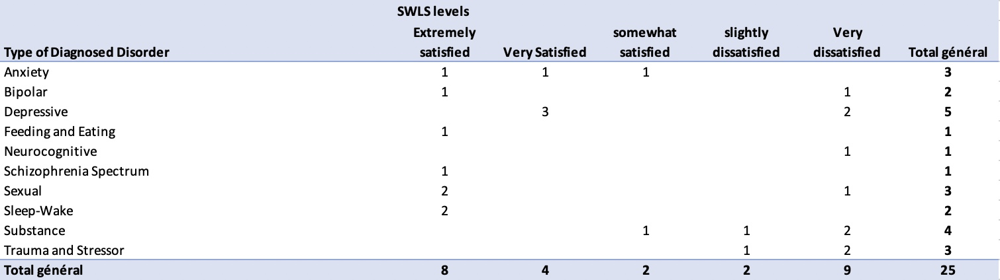 SWLS levels
Extremely somewhat slightly Very
Type of Diagnosed Disorder satisfied Very Satisfied satisfied dissatisfied dissatisfied Total général
Anxiety 1 1 1 3
Bipolar 1 1 2
Depressive 3 2 5
Feeding and Eating 1 1
Neurocognitive 1 1
Schizophrenia Spectrum 1 1
Sexual 2 1 3
Sleep-Wake 2 2
Substance 1 1 2 4
Trauma and Stressor 1 2 3
Total général 8 4 2 2 9 25